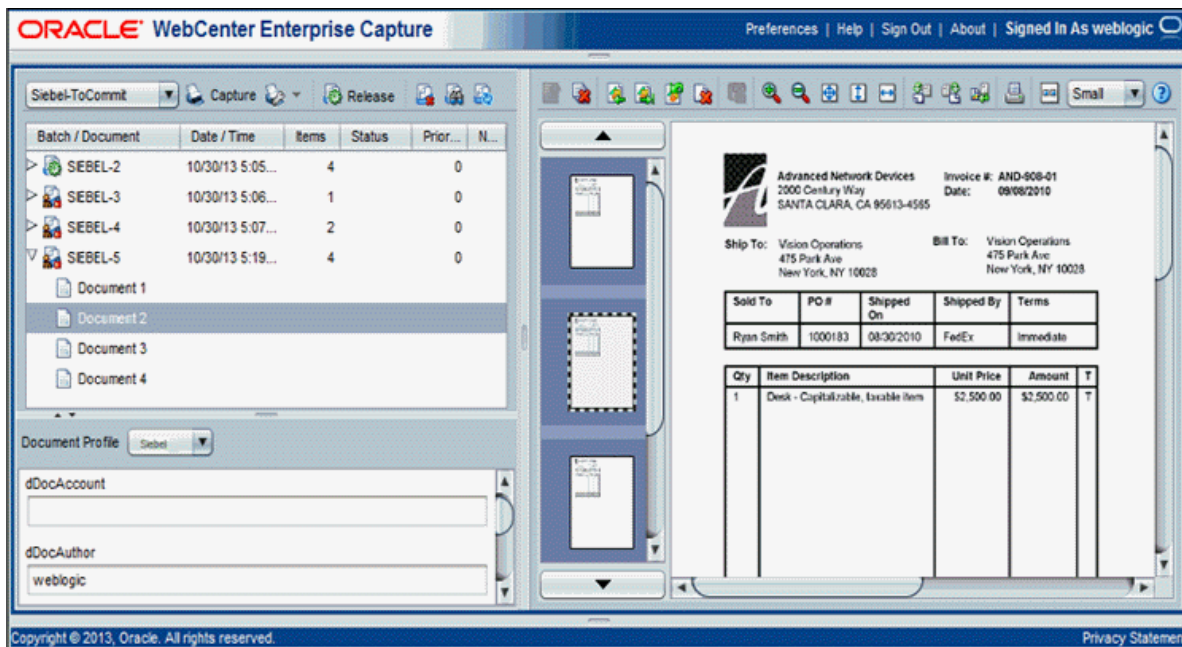 ORACLE WebCenter Enterprise Capture
Preferences | Help | Sign Out | About | Signed In As weblogic
Siebel-ToCommit Capture Release
Small
Batch / Document Date / Time Items Status Prior... N...
SIEBEL-2 10/30/13 5:05... 4 0
SIEBEL-3 10/30/13 5:06... 1 0
SIEBEL-4 10/30/13 5:07... 2 0
SIEBEL-5 10/30/13 5:19... 4 0
Document 1
Document 2
Document 3
Document 4
Document Profile Siebel
dDocAccount
dDocAuthor
weblogic
Advanced Network Devices
2000 Century Way
SANTA CLARA, CA 95613-4565
Invoice #: AND-908-01
Date: 09/08/2010
Ship To: Vision Operations
475 Park Ave
New York, NY 10028
Bill To: Vision Operations
475 Park Ave
New York, NY 10028
Sold To PO # Shipped On Shipped By Terms
Ryan Smith 1000183 08/30/2010 FedEx Immediate
Qty Item Description Unit Price Amount T
1 Desk - Capitalizable, taxable item $2,500.00 $2,500.00 T
Copyright © 2013, Oracle. All rights reserved.
Privacy Statemen